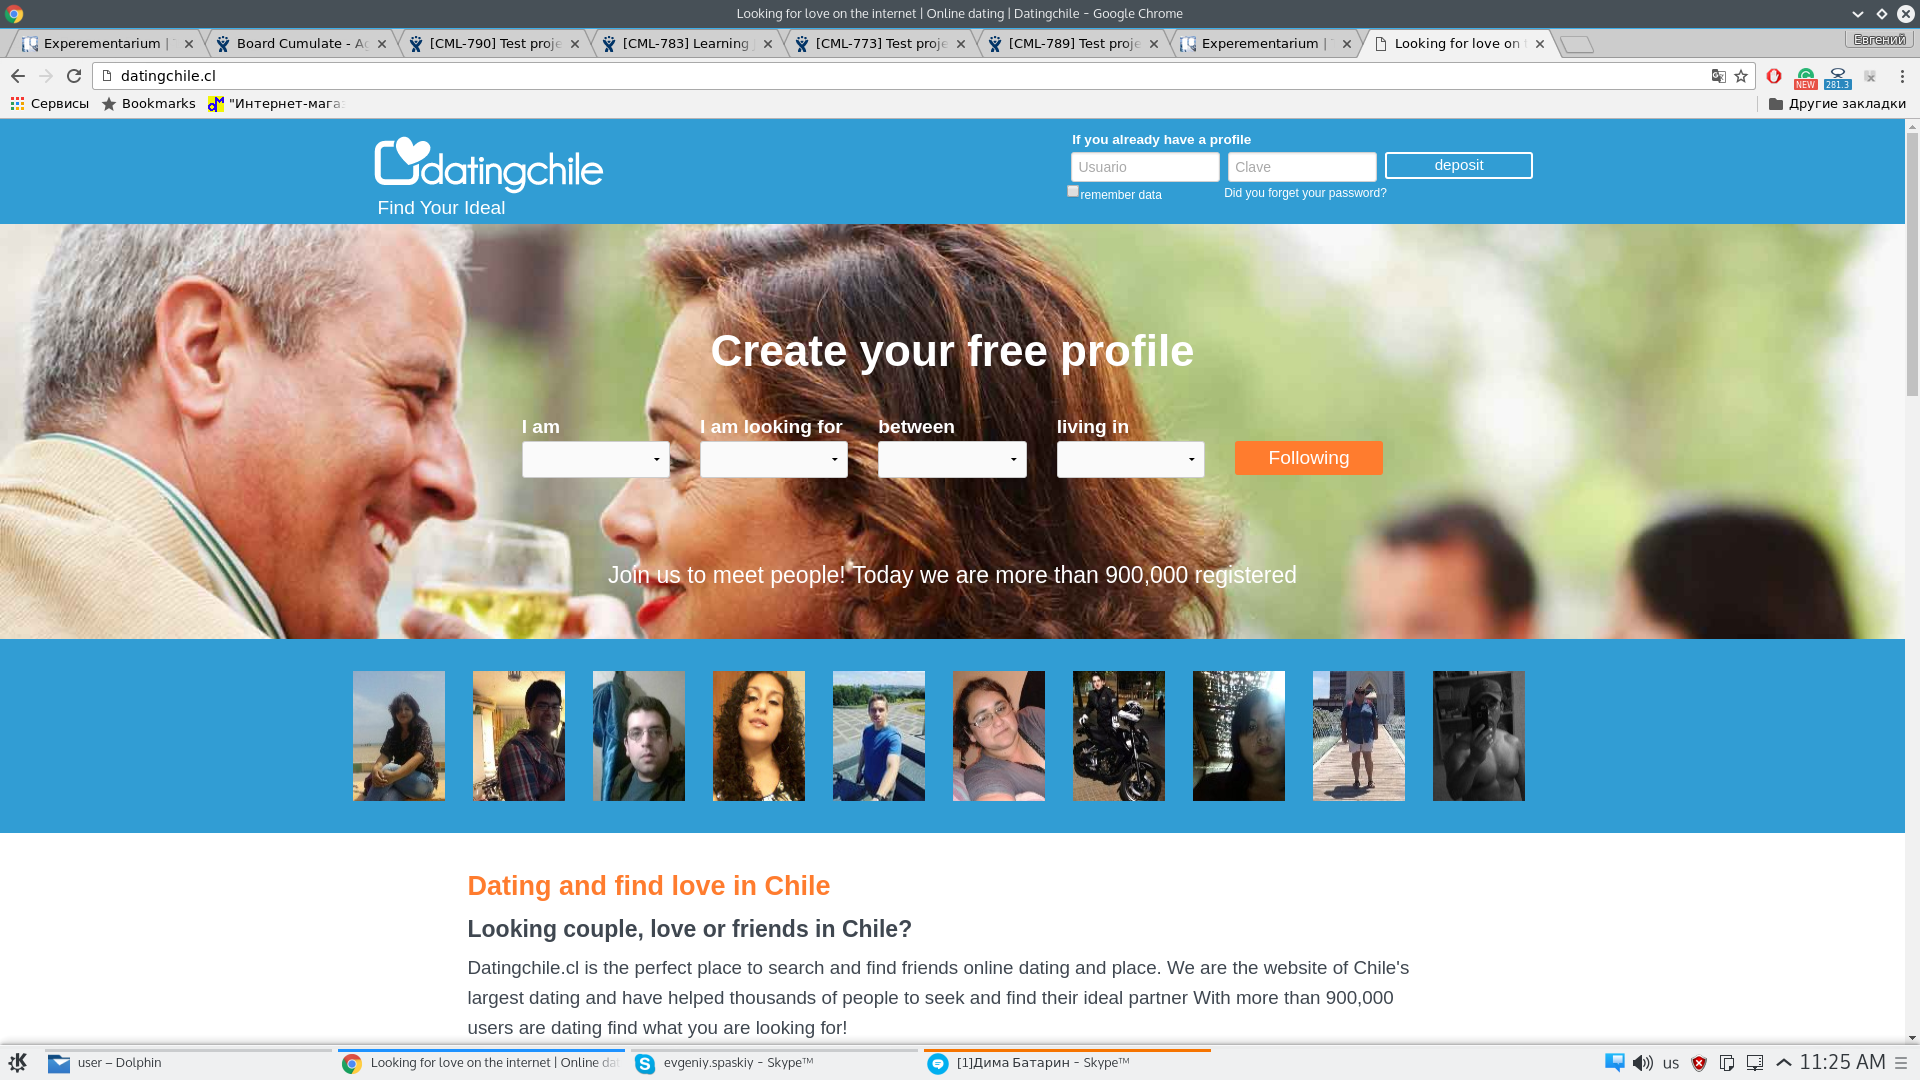 Looking for love on the internet | Online dating | Datingchile - Google Chrome
Experementarium |
Board Cumulate - Ag
[CML-790] Test proje
[CML-783] Learning
[CML-773] Test proje
[CML-789] Test proje
Experementarium |
Looking for love on
Евгений
datingchile.cl
NEW
281.3
Сервисы
Bookmarks
"Интернет-мага
Другие закладки
datingchile
Find Your Ideal
If you already have a profile
Usuario
Clave
deposit
remember data
Did you forget your password?
Create your free profile
I am
I am looking for
between
living in
Following
Join us to meet people! Today we are more than 900,000 registered
Dating and find love in Chile
Looking couple, love or friends in Chile?
Datingchile.cl is the perfect place to search and find friends online dating and place. We are the website of Chile's
largest dating and have helped thousands of people to seek and find their ideal partner With more than 900,000
users are dating find what you are looking for!
user – Dolphin
Looking for love on the internet | Online dat
evgeniy.spaskiy - Skype™
[1]Дима Батарин - Skype™
us
11:25 AM